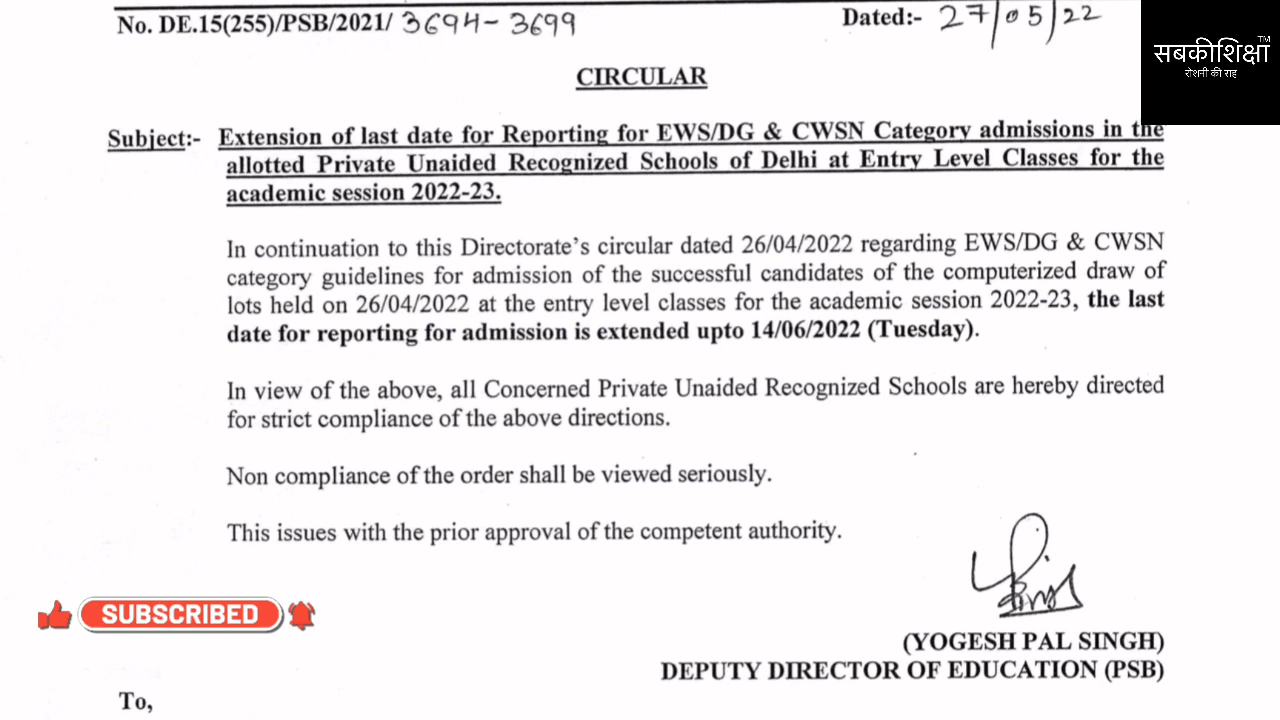 No. DE.15(255)/PSB/2021/ 3694-3699
Dated:- 27/05/22
सबकीशिक्षा™
रोशनी की राह
CIRCULAR
Subject:- Extension of last date for Reporting for EWS/DG & CWSN Category admissions in the
allotted Private Unaided Recognized Schools of Delhi at Entry Level Classes for the
academic session 2022-23.
In continuation to this Directorate's circular dated 26/04/2022 regarding EWS/DG & CWSN
category guidelines for admission of the successful candidates of the computerized draw of
lots held on 26/04/2022 at the entry level classes for the academic session 2022-23, the last
date for reporting for admission is extended upto 14/06/2022 (Tuesday).
In view of the above, all Concerned Private Unaided Recognized Schools are hereby directed
for strict compliance of the above directions.
Non compliance of the order shall be viewed seriously.
This issues with the prior approval of the competent authority.
SUBSCRIBED
(YOGESH PAL SINGH)
DEPUTY DIRECTOR OF EDUCATION (PSB)
To,